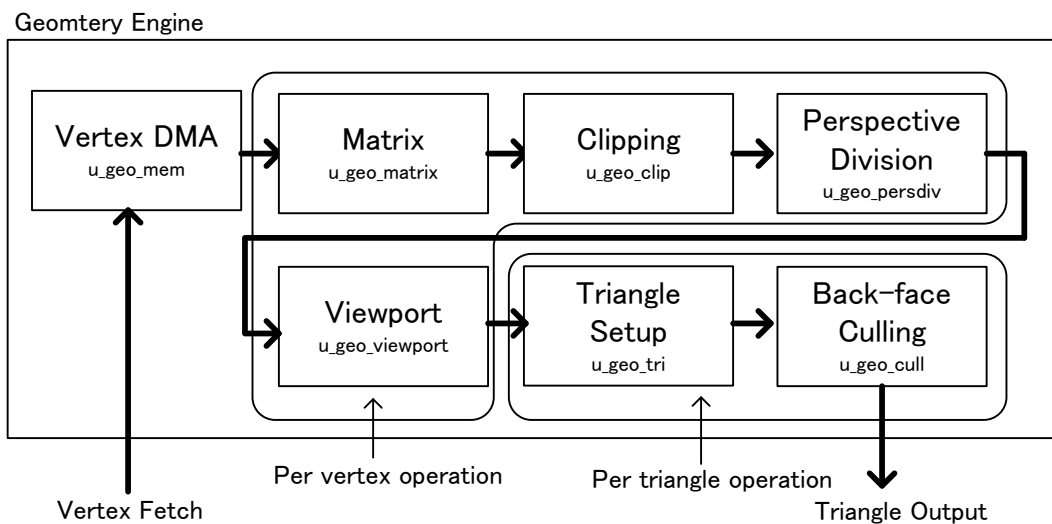 Geomtery Engine
Vertex DMA
u_geo_mem
Matrix
u_geo_matrix
Clipping
u_geo_clip
Perspective
Division
u_geo_persdiv
Viewport
u_geo_viewport
Triangle
Setup
u_geo_tri
Back-face
Culling
u_geo_cull
Per vertex operation
Per triangle operation
Vertex Fetch
Triangle Output